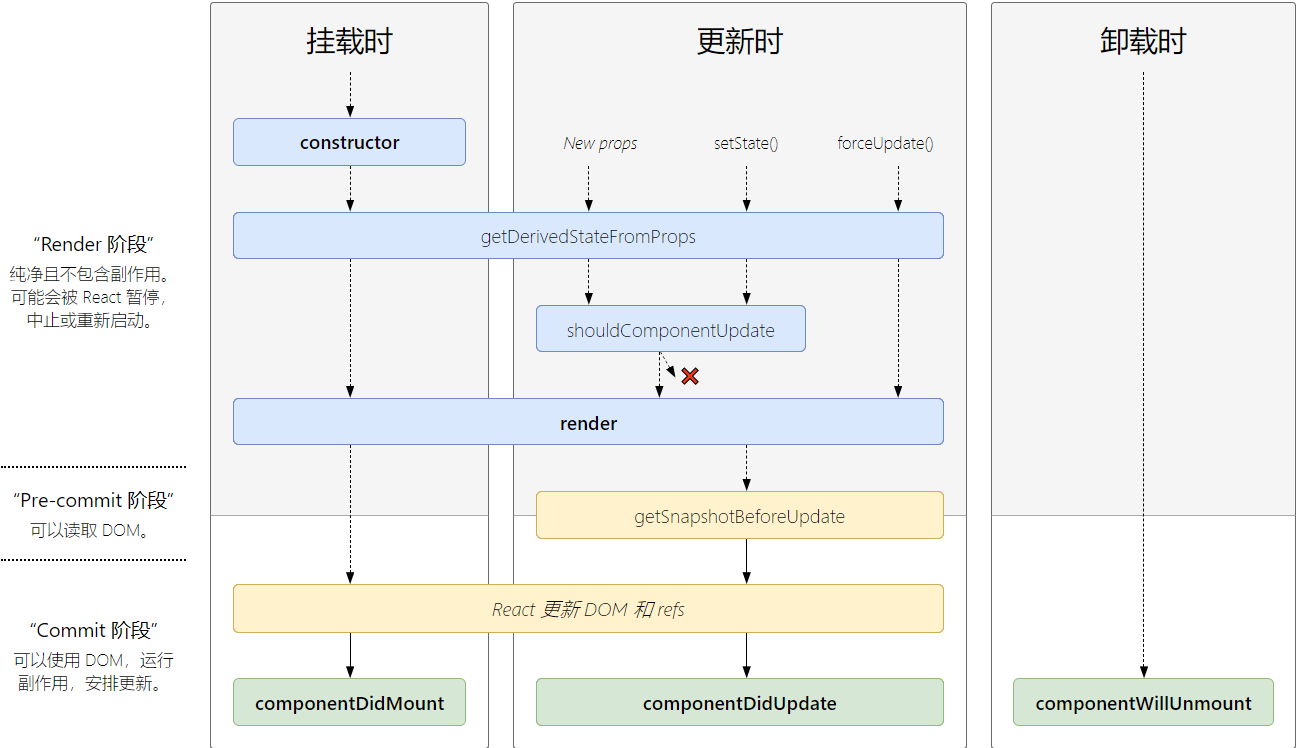 挂载时
更新时
卸载时
constructor
New props
setState()
forceUpdate()
“Render 阶段”
纯净且不包含副作用。
可能会被 React 暂停，
中止或重新启动。
getDerivedStateFromProps
shouldComponentUpdate
render
“Pre-commit 阶段”
可以读取 DOM。
getSnapshotBeforeUpdate
React 更新 DOM 和 refs
“Commit 阶段”
可以使用 DOM，运行
副作用，安排更新。
componentDidMount
componentDidUpdate
componentWillUnmount